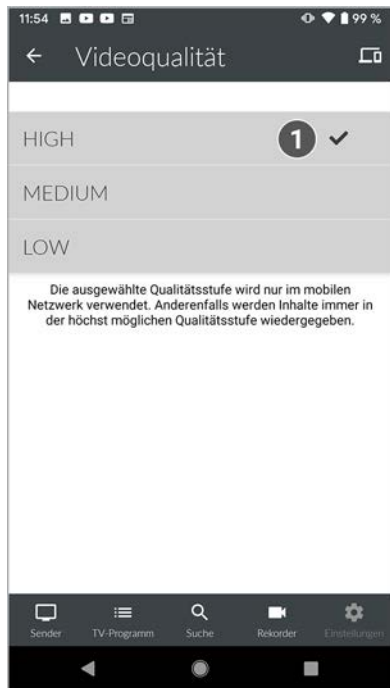 11:54 99 %
Videoqualität
HIGH 1
MEDIUM
LOW
Die ausgewählte Qualitätsstufe wird nur im mobilen
Netzwerk verwendet. Anderenfalls werden Inhalte immer in
der höchst möglichen Qualitätsstufe wiedergegeben.
Sender TV-Programm Suche Rekorder Einstellungen